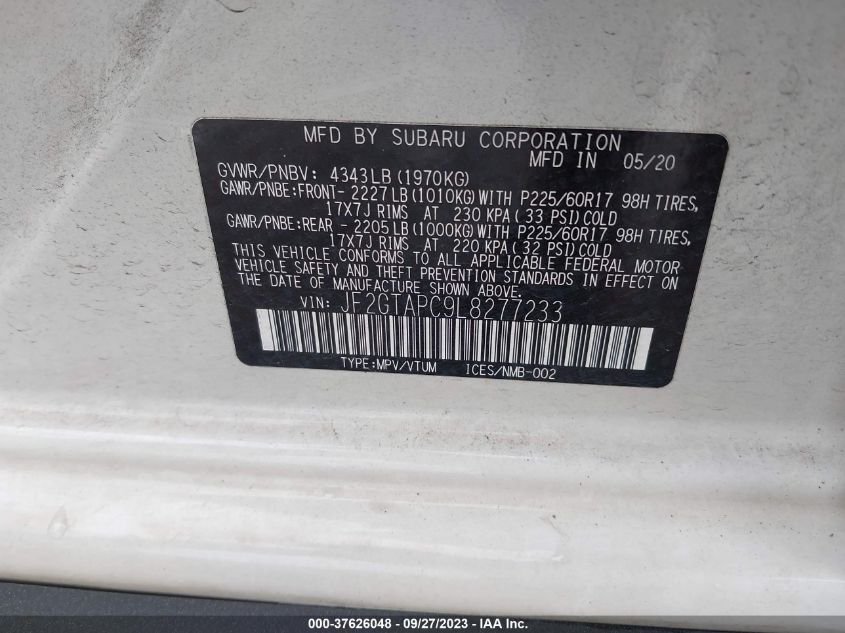 MFD BY SUBARU CORPORATION
MFD IN 05/20
GVWR/PNBV: 4343LB (1970KG)
GAWR/PNBE:FRONT- 2227LB (1010KG) WITH P225/60R17 98H TIRES,
17X7J RIMS AT 230 KPA ( 33 PSI) COLD
GAWR/PNBE:REAR - 2205LB (1000KG) WITH P225/60R17 98H TIRES,
17X7J RIMS AT 220 KPA ( 32 PSI) COLD
THIS VEHICLE CONFORMS TO ALL APPLICABLE FEDERAL MOTOR
VEHICLE SAFETY AND THEFT PREVENTION STANDARDS IN EFFECT ON
THE DATE OF MANUFACTURE SHOWN ABOVE.
VIN: JF2GTAPC9L8277233
TYPE:MPV/VTUM ICES/NMB-002
000-37626048 - 09/27/2023 - IAA Inc.